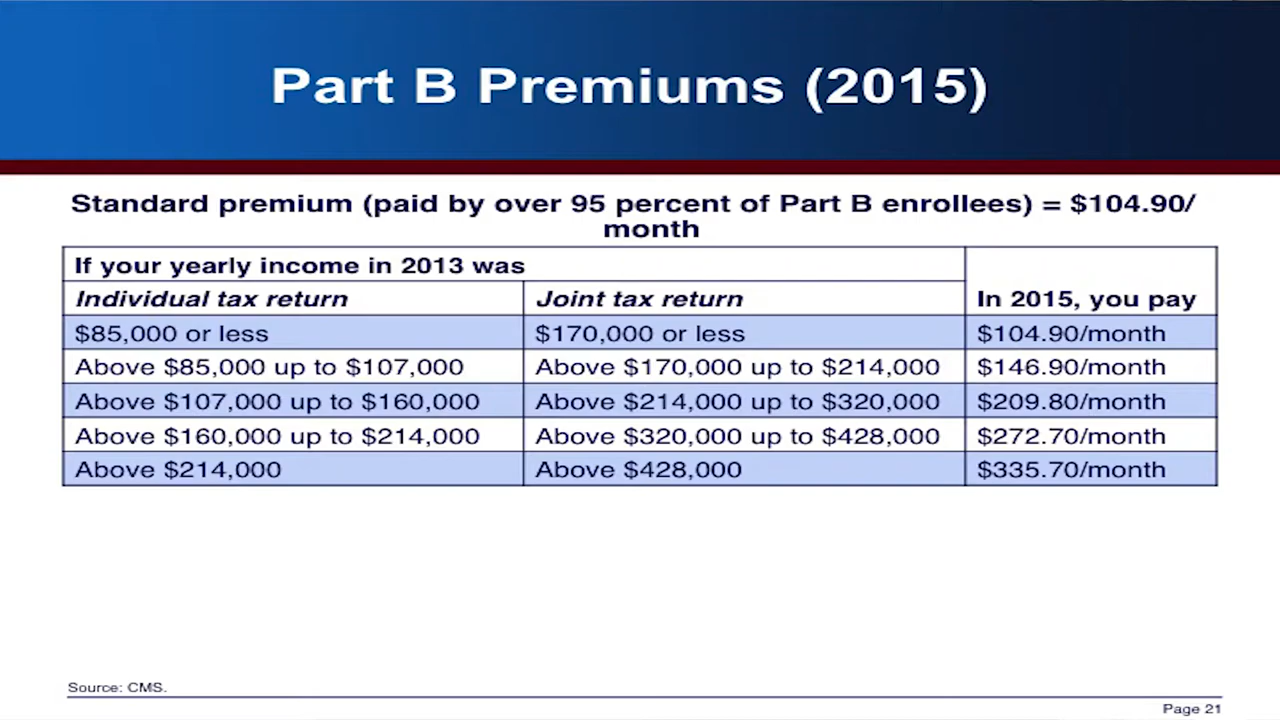 Part B Premiums (2015)
Standard premium (paid by over 95 percent of Part B enrollees) = $104.90/
month
If your yearly income in 2013 was
Individual tax return Joint tax return In 2015, you pay
$85,000 or less $170,000 or less $104.90/month
Above $85,000 up to $107,000 Above $170,000 up to $214,000 $146.90/month
Above $107,000 up to $160,000 Above $214,000 up to $320,000 $209.80/month
Above $160,000 up to $214,000 Above $320,000 up to $428,000 $272.70/month
Above $214,000 Above $428,000 $335.70/month
Source: CMS.
Page 21